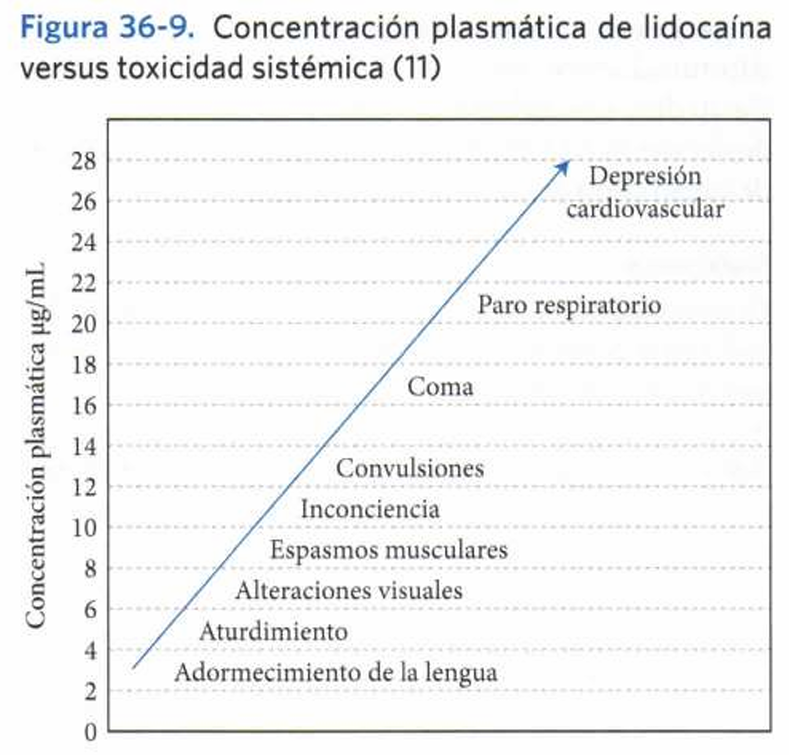 Figura 36-9. Concentración plasmática de lidocaína
versus toxicidad sistémica (11)
Concentración plasmática µg/mL
28
26
24
22
20
18
16
14
12
10
8
6
4
2
0
Depresión
cardiovascular
Paro respiratorio
Coma
Convulsiones
Inconciencia
Espasmos musculares
Alteraciones visuales
Aturdimiento
Adormecimiento de la lengua